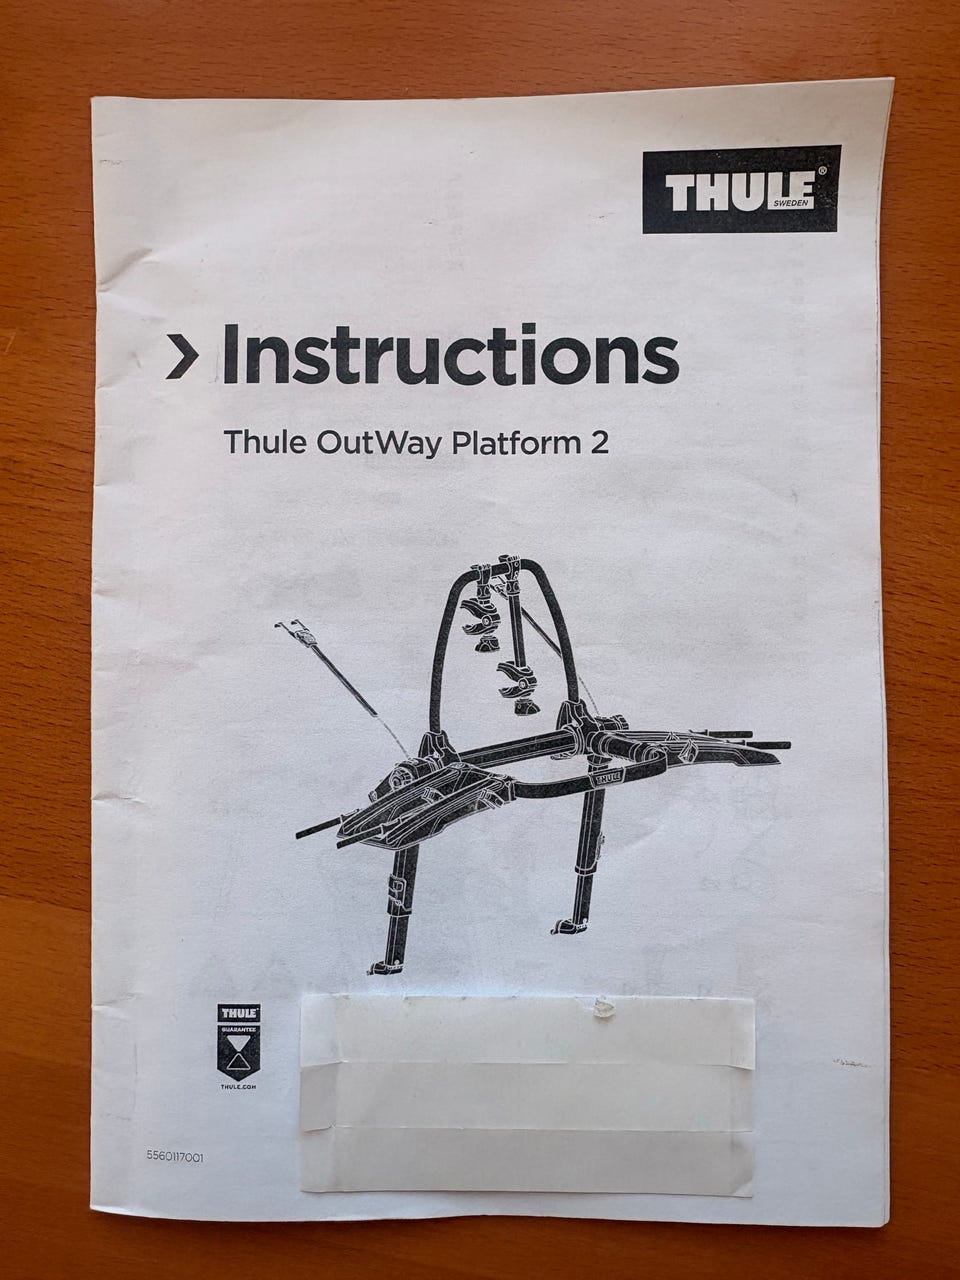 THULE®
SWEDEN
Instructions
Thule OutWay Platform 2
THULE
THULE
GUARANTEE
THULE.COM
5560117001